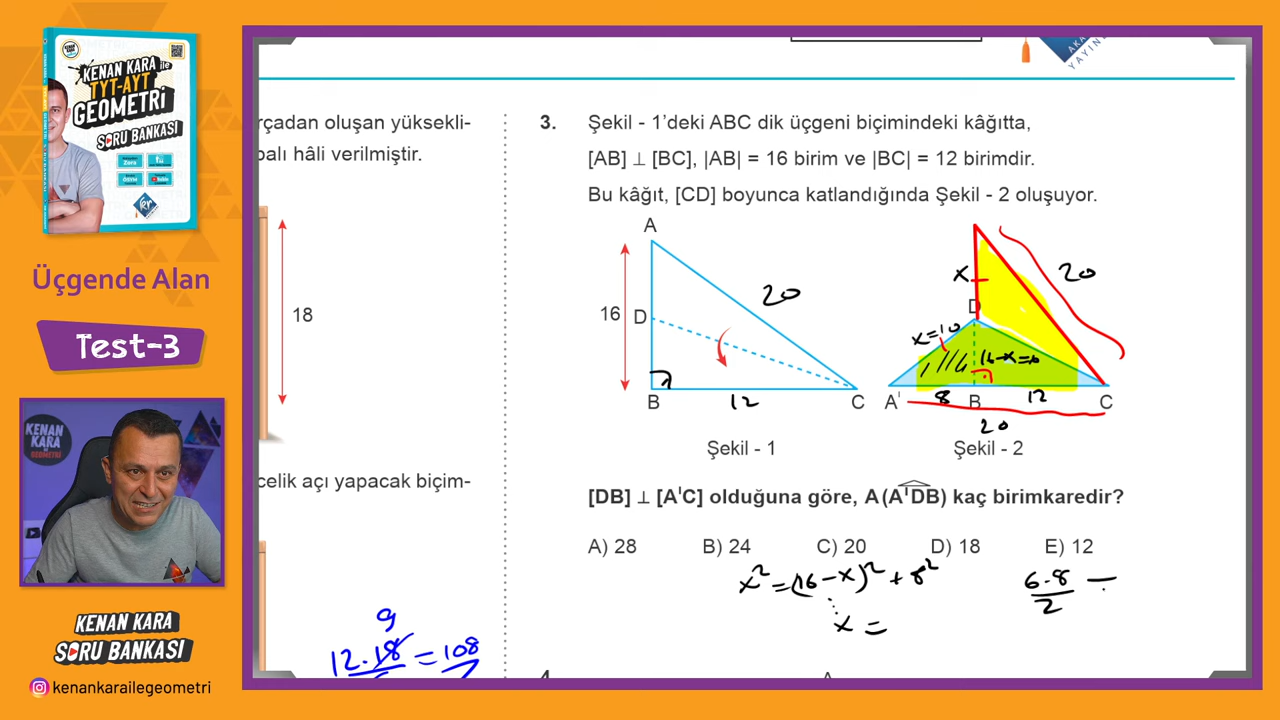 KENAN KARA ile
TYT-AYT
GEOMETRİ
SORU BANKASI
Üçgende Alan
Test-3
KENAN KARA
KENAN KARA
SORU BANKASI
kenankarailegeometri
rçadan oluşan yüksekli-
palı hâli verilmiştir.
18
celik açı yapacak biçim-
9
12.18 = 108
3. Şekil - 1'deki ABC dik üçgeni biçimindeki kâğıtta,
[AB] ⊥ [BC], |AB| = 16 birim ve |BC| = 12 birimdir.
Bu kâğıt, [CD] boyunca katlandığında Şekil - 2 oluşuyor.
A
16
D
20
B
12
C
Şekil - 1
x
20
D
x=10
16-x=6
A'
8
B
12
C
20
Şekil - 2
[DB] ⊥ [A'C] olduğuna göre, A(A'DB) kaç birimkaredir?
A) 28 B) 24 C) 20 D) 18 E) 12
x² = (16-x)² + 8²
x =
6.8
2